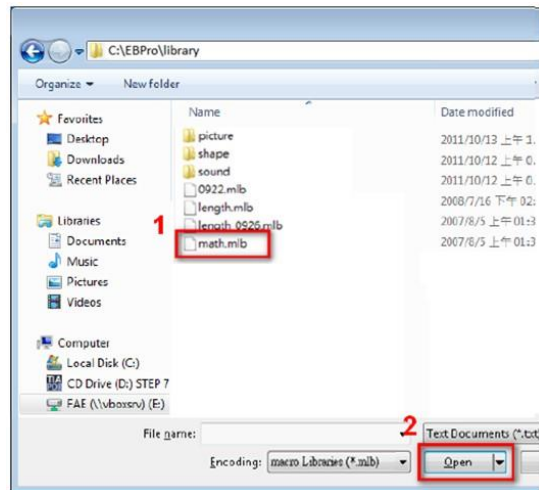 C:\EBPro\library
Organize New folder
Name Date modified
Favorites
Desktop
Downloads
Recent Places
Libraries
Documents
Music
Pictures
Videos
Computer
Local Disk (C:)
CD Drive (D:) STEP 7
FAE (\\vboxsrv) (E:)
picture 2011/10/13 上午 1.
shape 2011/10/12 上午 0.
sound 2011/10/12 上午 0.
0922.mlb 2008/7/16 下午 02:
length.mlb 2007/8/5 上午 01:3
length_0926.mlb 2007/8/5 上午 01:3
1
math.mlb
File name:
2
Text Documents (*.txt
Encoding: macro Libraries (*.mlb)
Open